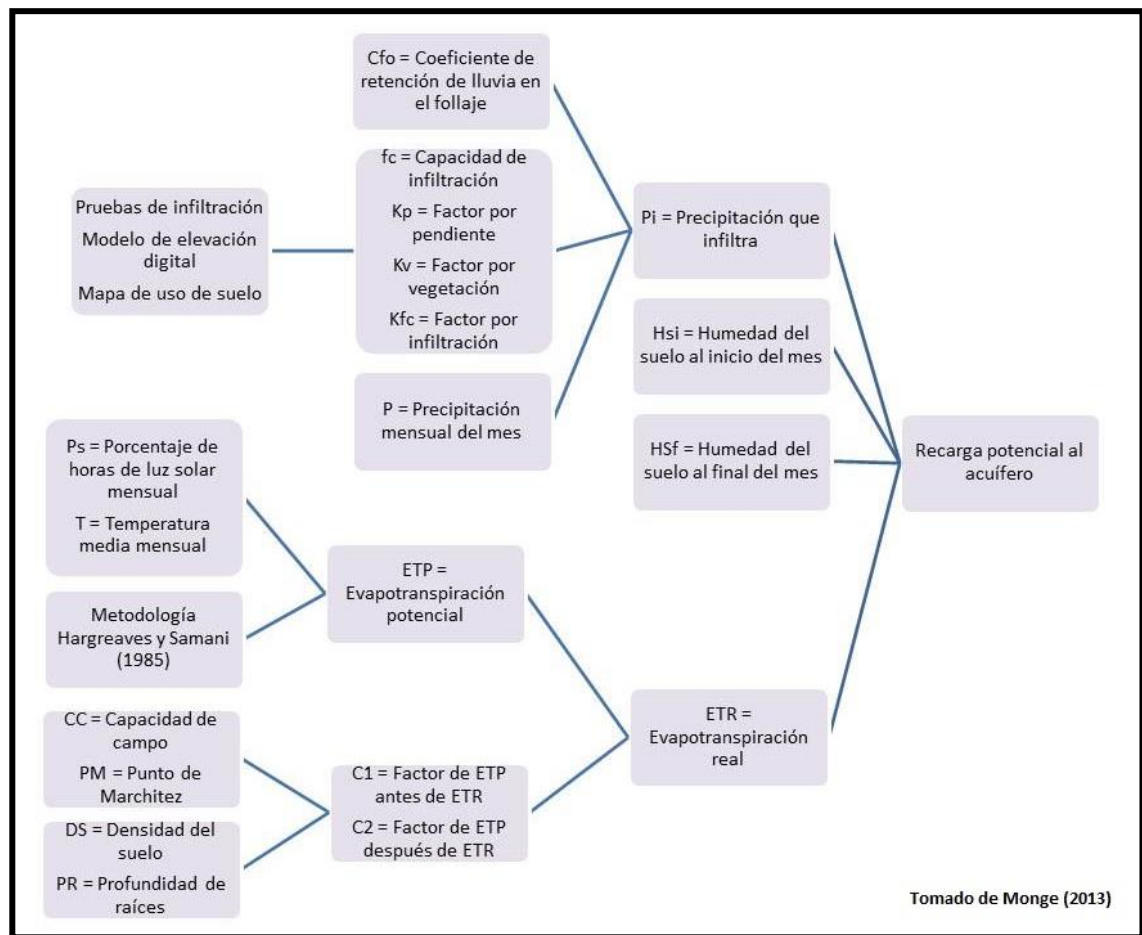 Cfo = Coeficiente de
retención de lluvia en
el follaje
Pruebas de infiltración
Modelo de elevación
digital
Mapa de uso de suelo
fc = Capacidad de
infiltración
Kp = Factor por
pendiente
Kv = Factor por
vegetación
Kfc = Factor por
infiltración
P = Precipitación
mensual del mes
Pi = Precipitación que
infiltra
Hsi = Humedad del
suelo al inicio del mes
HSf = Humedad del
suelo al final del mes
Recarga potencial al
acuífero
Ps = Porcentaje de
horas de luz solar
mensual
T = Temperatura
media mensual
Metodología
Hargreaves y Samani
(1985)
ETP =
Evapotranspiración
potencial
CC = Capacidad de
campo
PM = Punto de
Marchitez
DS = Densidad del
suelo
PR = Profundidad de
raíces
C1 = Factor de ETP
antes de ETR
C2 = Factor de ETP
después de ETR
ETR =
Evapotranspiración
real
Tomado de Monge (2013)